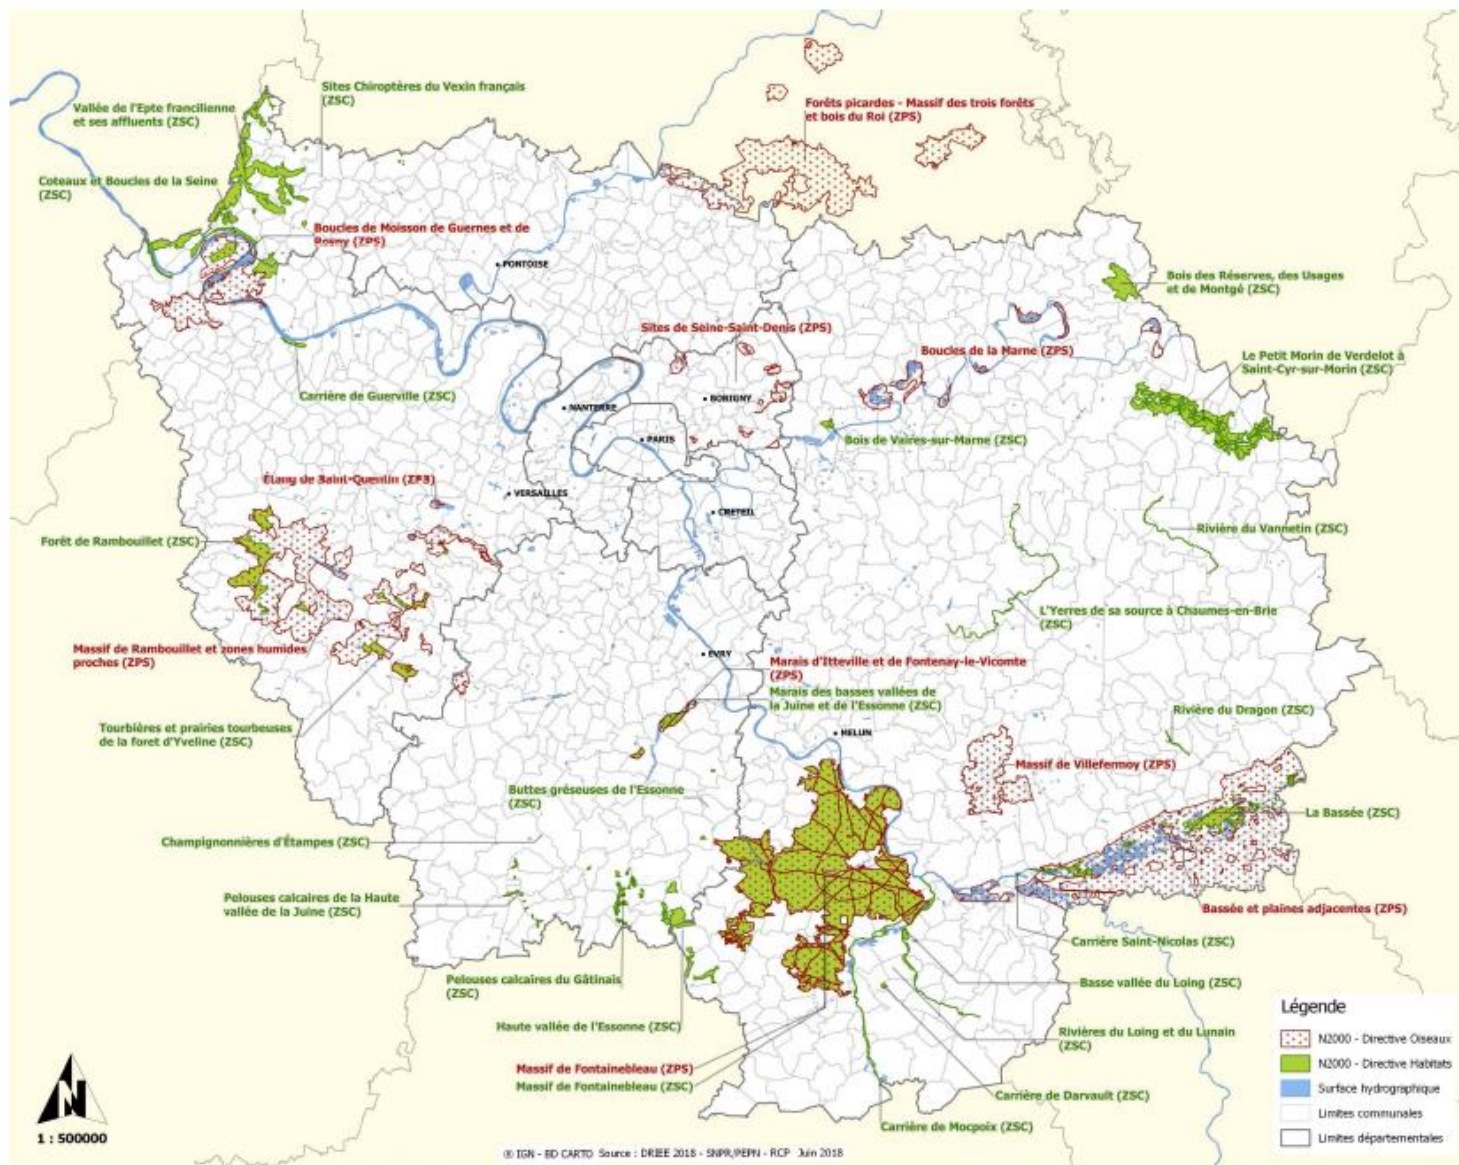 Sites Chiroptères du Vexin français
(ZSC)
Vallée de l'Epte francilienne
et ses affluents (ZSC)
Forêts picardes - Massif des trois forêts
et bois du Roi (ZPS)
Coteaux et Boucles de la Seine
(ZSC)
Boucles de Moisson de Guernes et de
Rosny (ZPS)
PONTOISE
Bois des Réserves, des Usages
et de Montgé (ZSC)
Sites de Seine-Saint-Denis (ZPS)
Boucles de la Marne (ZPS)
Le Petit Morin de Verdelot à
Saint-Cyr-sur-Morin (ZSC)
Carrière de Guerville (ZSC)
NANTERRE
BOBIGNY
PARIS
Bois de Vaires-sur-Marne (ZSC)
Étang de Saint-Quentin (ZPS)
VERSAILLES
CRETEIL
Rivière du Vannetin (ZSC)
Forêt de Rambouillet (ZSC)
L'Yerres de sa source à Chaumes-en-Brie
(ZSC)
Massif de Rambouillet et zones humides
proches (ZPS)
EVRY
Marais d'Itteville et de Fontenay-le-Vicomte
(ZPS)
Marais des basses vallées de
la Juine et de l'Essonne (ZSC)
Rivière du Dragon (ZSC)
Tourbières et prairies tourbeuses
de la foret d'Yveline (ZSC)
MELUN
Massif de Villefermoy (ZPS)
Buttes gréseuses de l'Essonne
(ZSC)
La Bassée (ZSC)
Champignonnières d'Étampes (ZSC)
Pelouses calcaires de la Haute
vallée de la Juine (ZSC)
Bassée et plaines adjacentes (ZPS)
Carrière Saint-Nicolas (ZSC)
Pelouses calcaires du Gâtinais
(ZSC)
Basse vallée du Loing (ZSC)
Haute vallée de l'Essonne (ZSC)
Rivières du Loing et du Lunain
(ZSC)
Massif de Fontainebleau (ZPS)
Massif de Fontainebleau (ZSC)
Carrière de Darvault (ZSC)
Carrière de Mocpoix (ZSC)
Légende
N2000 - Directive Oiseaux
N2000 - Directive Habitats
Surface hydrographique
Limites communales
Limites départementales
N
1 : 500000
® IGN - BD CARTO Source : DRIEE 2018 - SNPR/PEPN - RCP Juin 2018